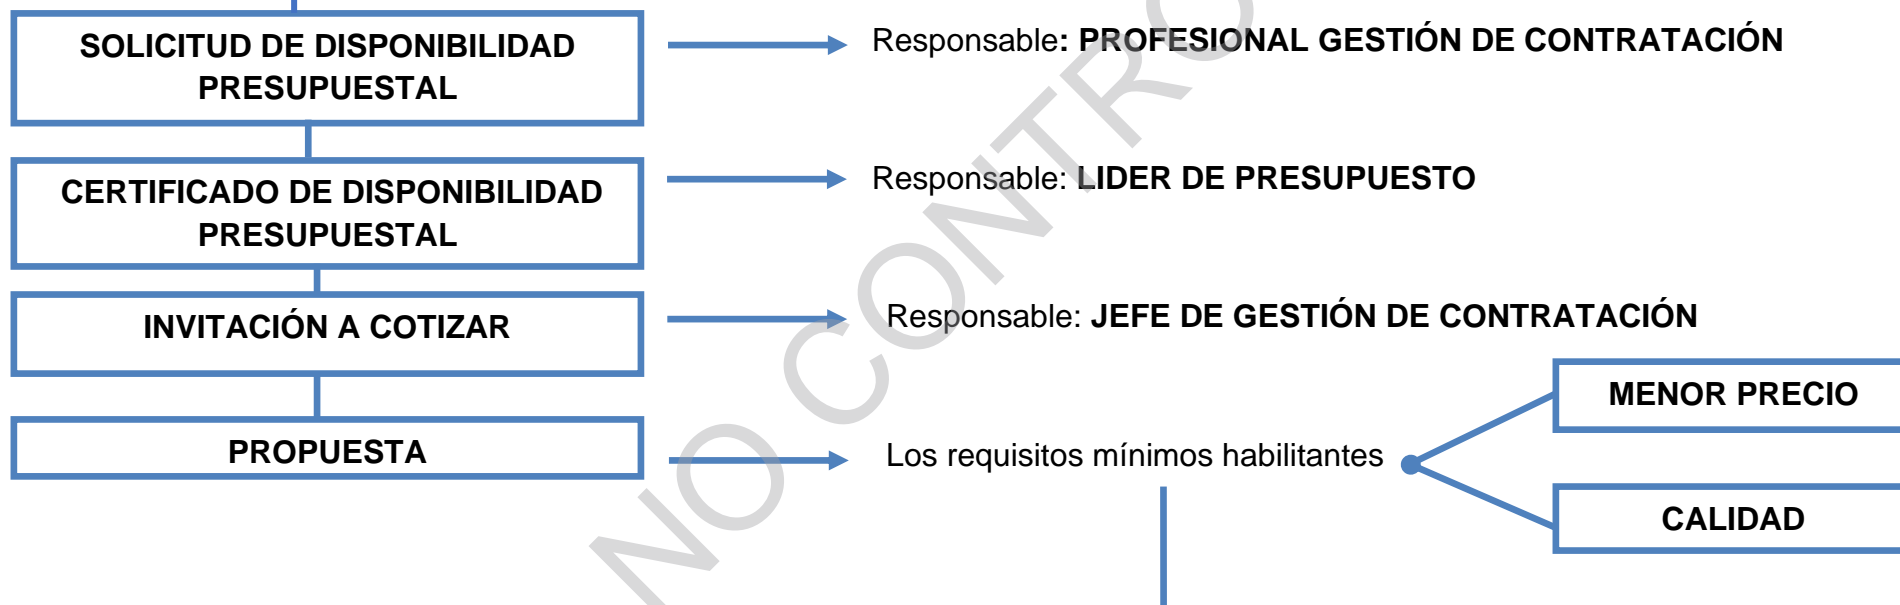 SOLICITUD DE DISPONIBILIDAD
PRESUPUESTAL
Responsable: PROFESIONAL GESTIÓN DE CONTRATACIÓN
CERTIFICADO DE DISPONIBILIDAD
PRESUPUESTAL
Responsable: LIDER DE PRESUPUESTO
INVITACIÓN A COTIZAR
Responsable: JEFE DE GESTIÓN DE CONTRATACIÓN
MENOR PRECIO
PROPUESTA
Los requisitos mínimos habilitantes
CALIDAD
NO CONTRO